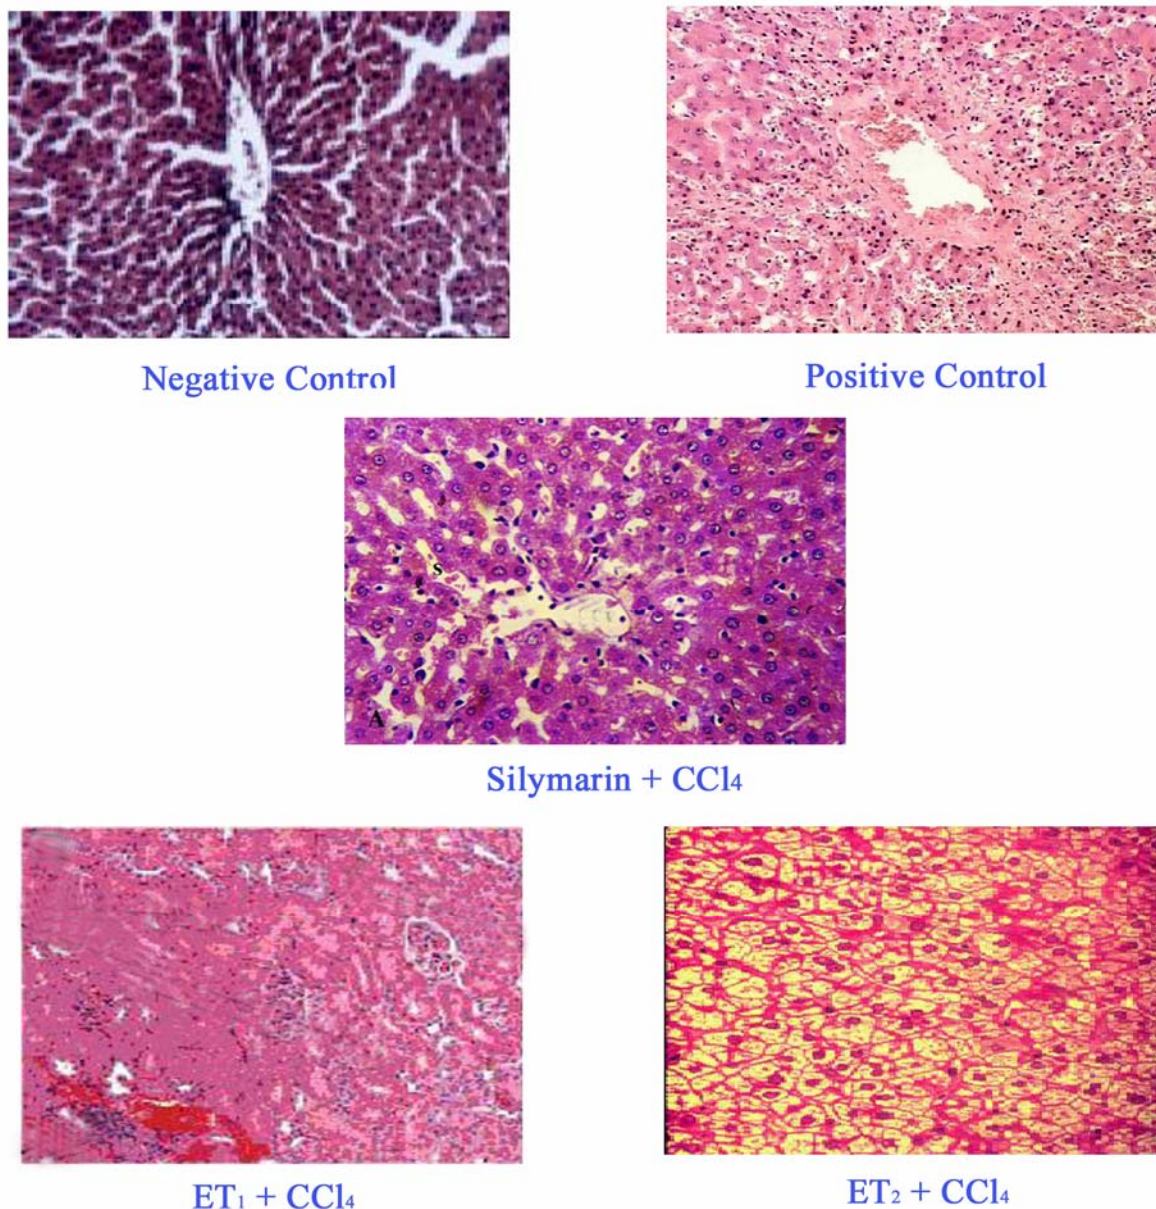 Negative Control
Positive Control
S
A
Silymarin + CCl₄
ET₁ + CCl₄
ET₂ + CCl₄